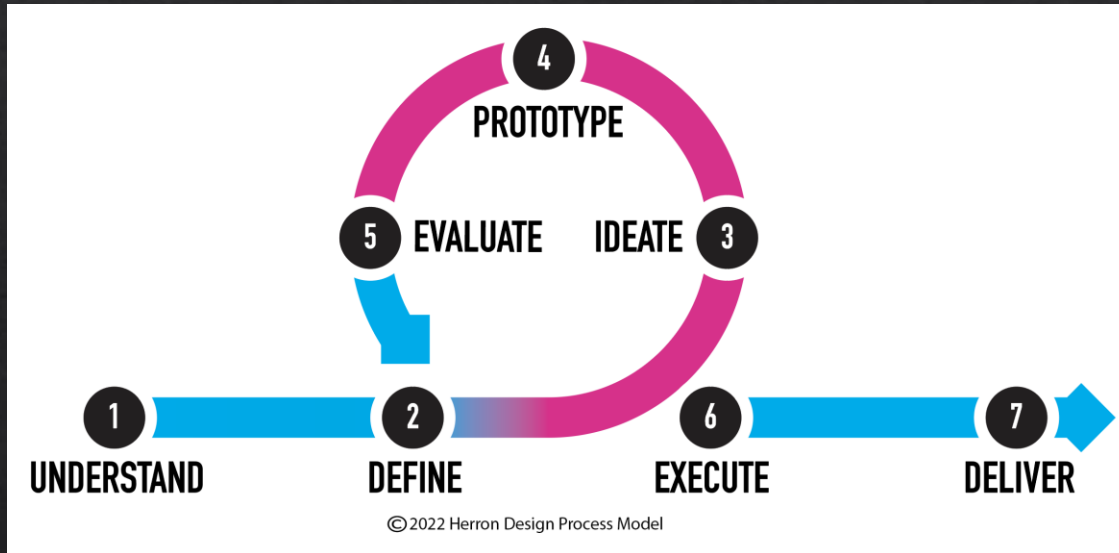 4
PROTOTYPE
5 EVALUATE IDEATE 3
1 2 6 7
UNDERSTAND DEFINE EXECUTE DELIVER
©2022 Herron Design Process Model